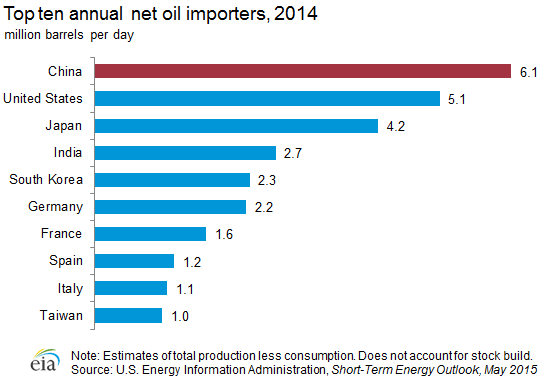 Top ten annual net oil importers, 2014
million barrels per day
China 6.1
United States 5.1
Japan 4.2
India 2.7
South Korea 2.3
Germany 2.2
France 1.6
Spain 1.2
Italy 1.1
Taiwan 1.0
eia
Note: Estimates of total production less consumption. Does not account for stock build.
Source: U.S. Energy Information Administration, Short-Term Energy Outlook, May 2015